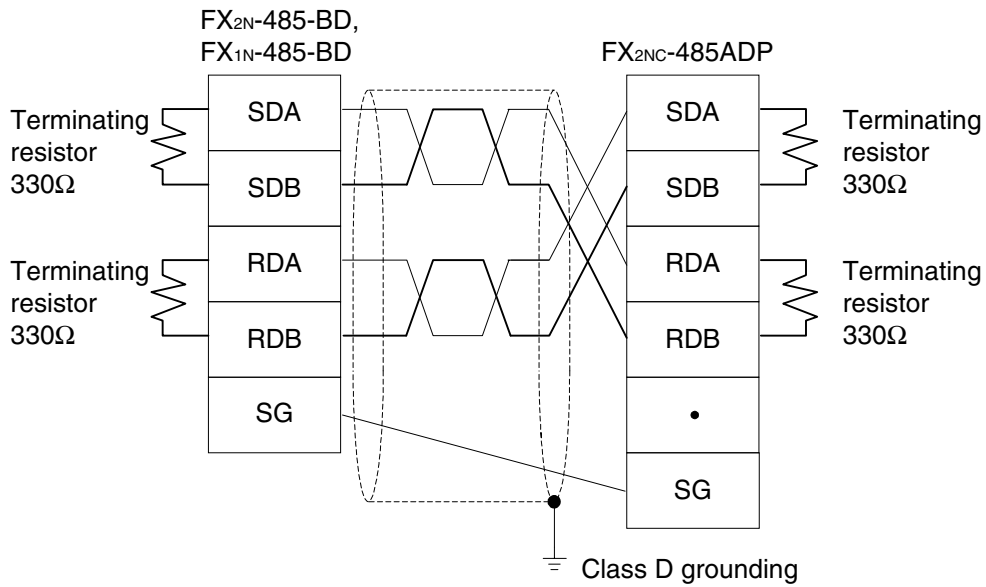 FX2N-485-BD,
FX1N-485-BD
FX2NC-485ADP
Terminating
resistor
330Ω
Terminating
resistor
330Ω
SDA
SDB
RDA
RDB
SG
SDA
SDB
RDA
RDB
•
SG
Terminating
resistor
330Ω
Terminating
resistor
330Ω
Class D grounding